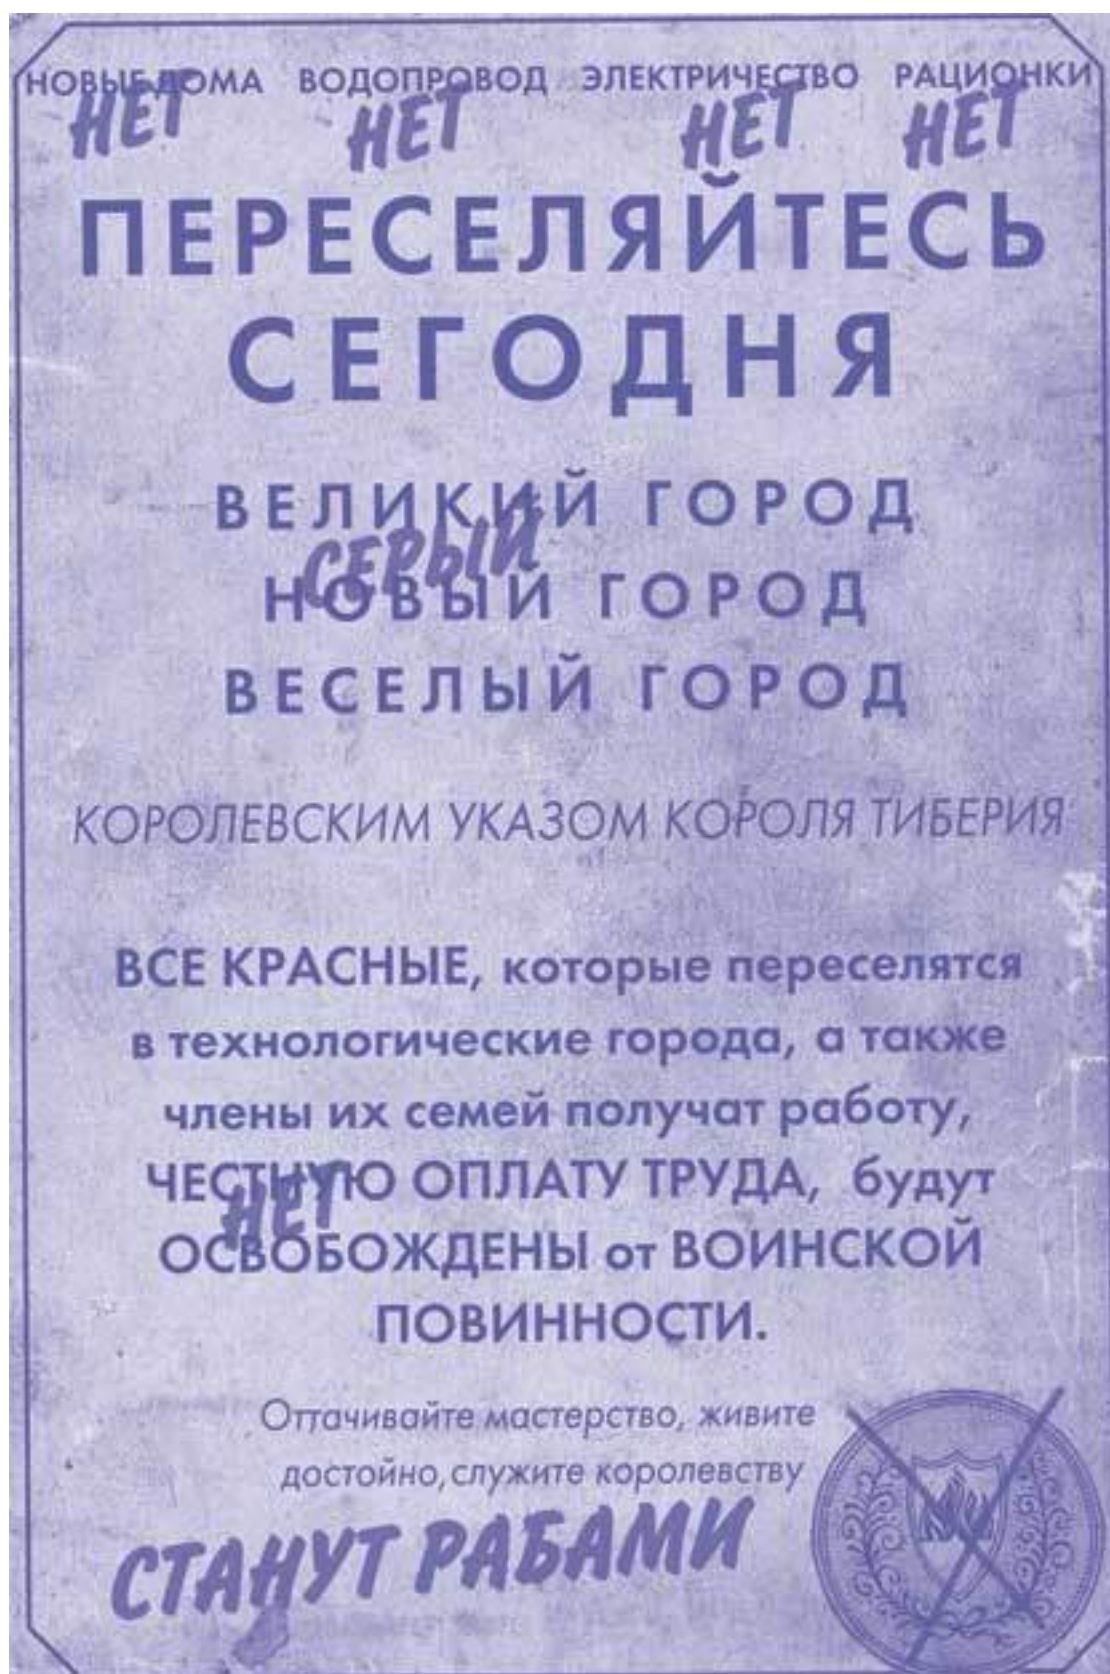 НОВЫЕ ДОМА ВОДОПРОВОД ЭЛЕКТРИЧЕСТВО РАЦИОНКИ
НЕТ НЕТ НЕТ НЕТ
ПЕРЕСЕЛЯЙТЕСЬ
СЕГОДНЯ
ВЕЛИКИЙ ГОРОД
СЕРЫЙ
НОВЫЙ ГОРОД
ВЕСЕЛЫЙ ГОРОД
КОРОЛЕВСКИМ УКАЗОМ КОРОЛЯ ТИБЕРИЯ
ВСЕ КРАСНЫЕ, которые переселятся
в технологические города, а также
члены их семей получат работу,
ЧЕСТНУЮ ОПЛАТУ ТРУДА, будут
НЕТ
ОСВОБОЖДЕНЫ от ВОИНСКОЙ
ПОВИННОСТИ.
Оттачивайте мастерство, живите
достойно, служите королевству
СТАНУТ РАБАМИ